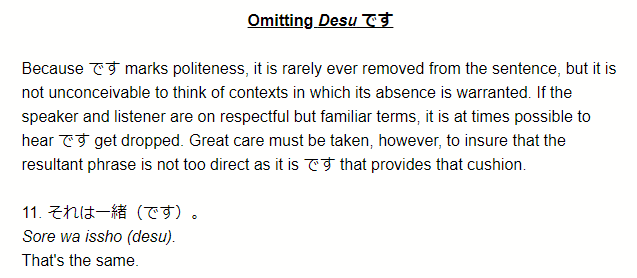 Omitting Desu です
Because です marks politeness, it is rarely ever removed from the sentence, but it is
not unconceivable to think of contexts in which its absence is warranted. If the
speaker and listener are on respectful but familiar terms, it is at times possible to
hear です get dropped. Great care must be taken, however, to insure that the
resultant phrase is not too direct as it is です that provides that cushion.
11. それは一緒（です）。
Sore wa issho (desu).
That's the same.